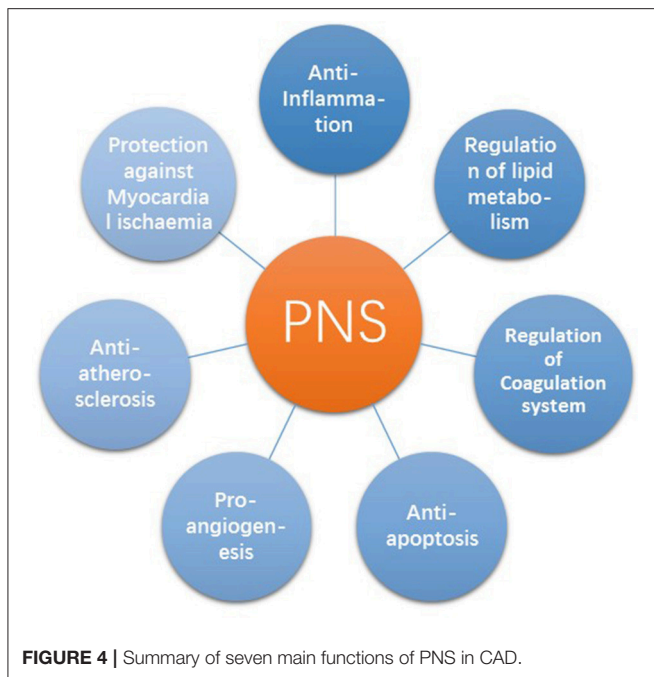 Anti-
Inflamma-
tion
Regulatio
n of lipid
metabo-
lism
Regulation
of
Coagulation
system
Anti-
apoptosis
Pro-
angiogen-
esis
Anti-
athero-
sclerosis
Protection
against
Myocardia
l ischaemia
PNS
FIGURE 4 | Summary of seven main functions of PNS in CAD.